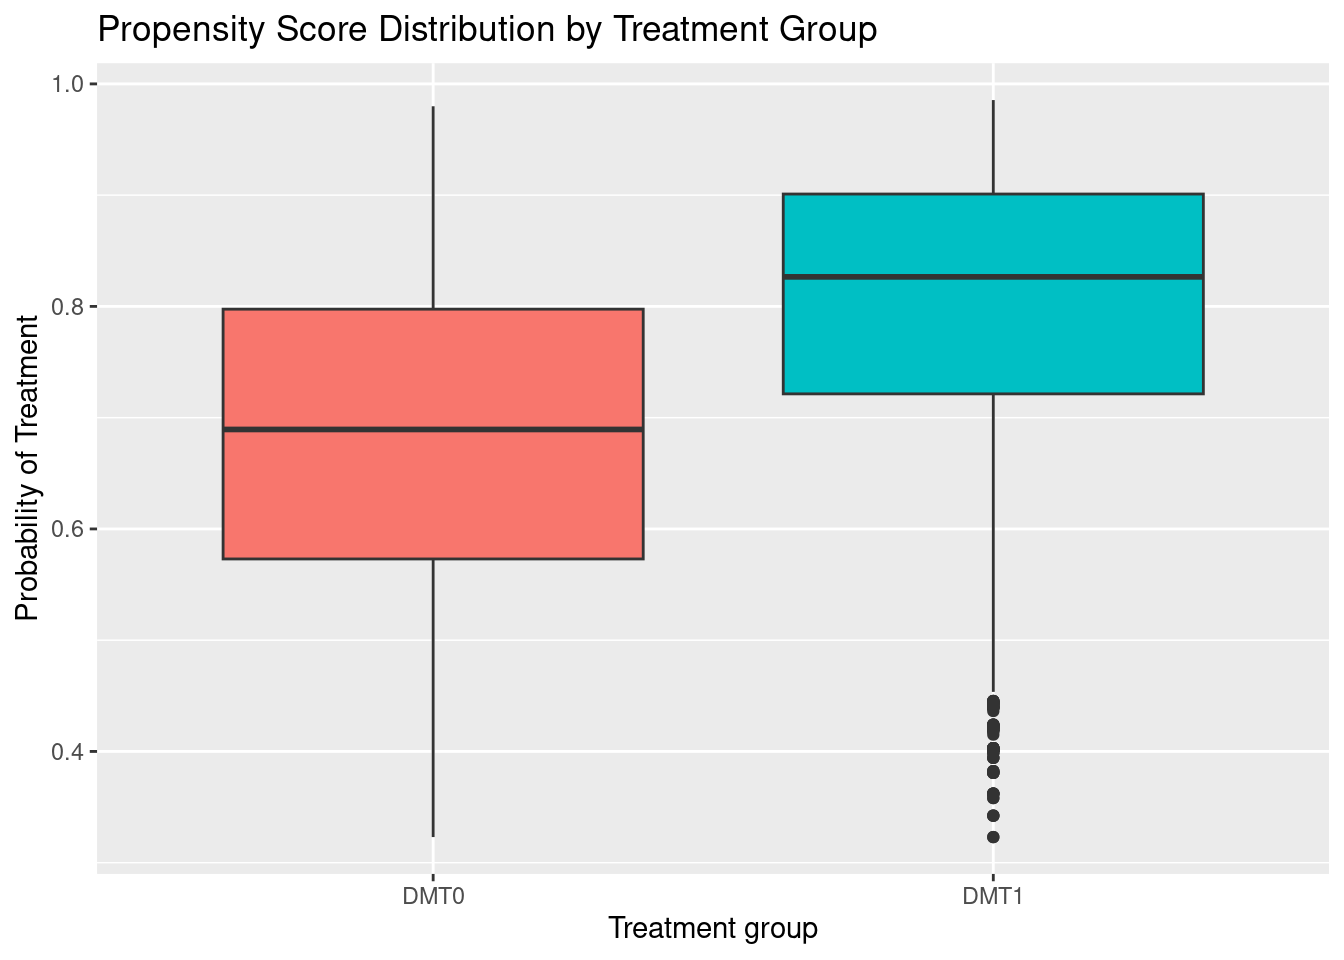 Propensity Score Distribution by Treatment Group
1.0
0.8
0.6
0.4
Probability of Treatment
DMT0
DMT1
Treatment group